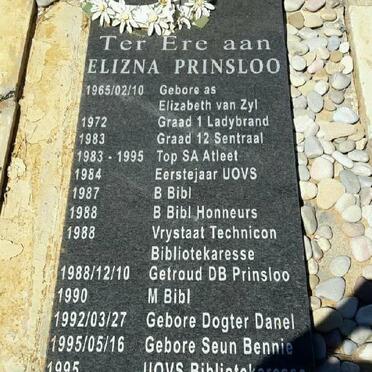 Ter Ere aan
ELIZNA PRINSLOO
1965/02/10 Gebore as
Elizabeth van Zyl
1972 Graad 1 Ladybrand
1983 Graad 12 Sentraal
1983 - 1995 Top SA Atleet
1984 Eerstejaar UOVS
1987 B Bibl
1988 B Bibl Honneurs
1988 Vrystaat Technicon
Bibliotekaresse
1988/12/10 Getroud DB Prinsloo
1990 M Bibl
1992/03/27 Gebore Dogter Danel
1995/05/16 Gebore Seun Bennie
1995 UOVS Bibliotekaresse